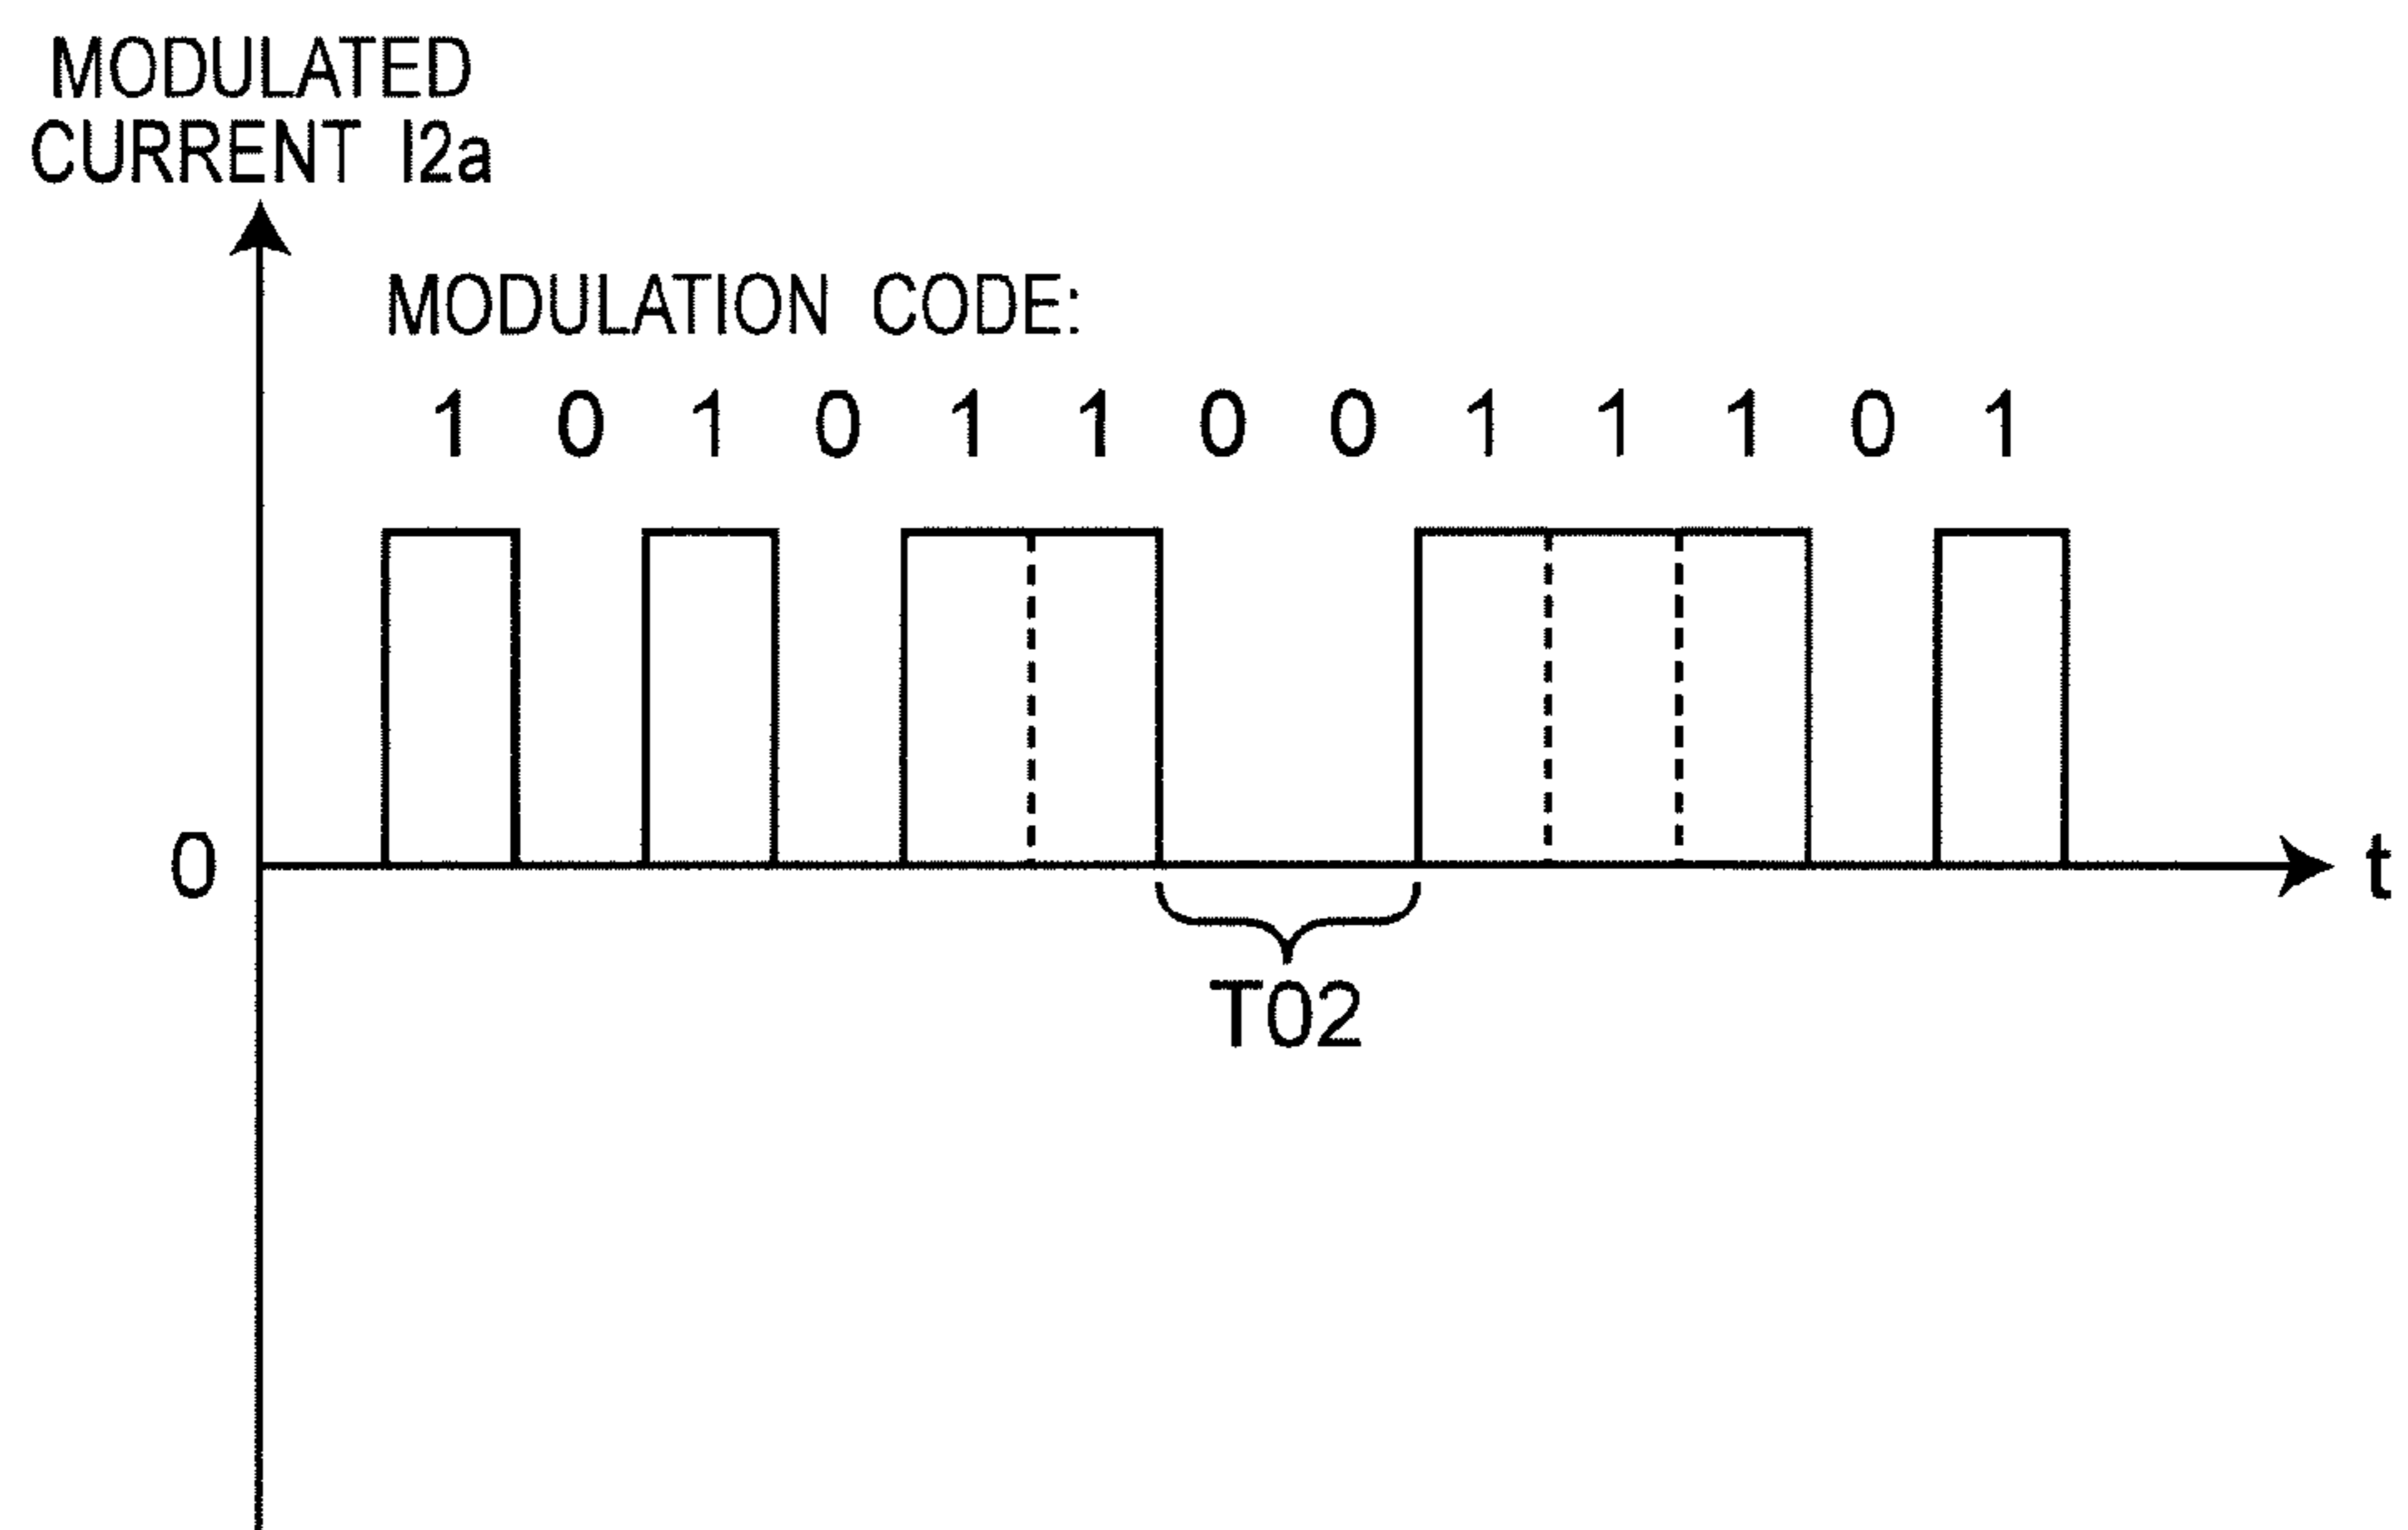 MODULATED
CURRENT I2a
MODULATION CODE:
1 0 1 0 1 1 0 0 1 1 1 0 1
0
t
T02